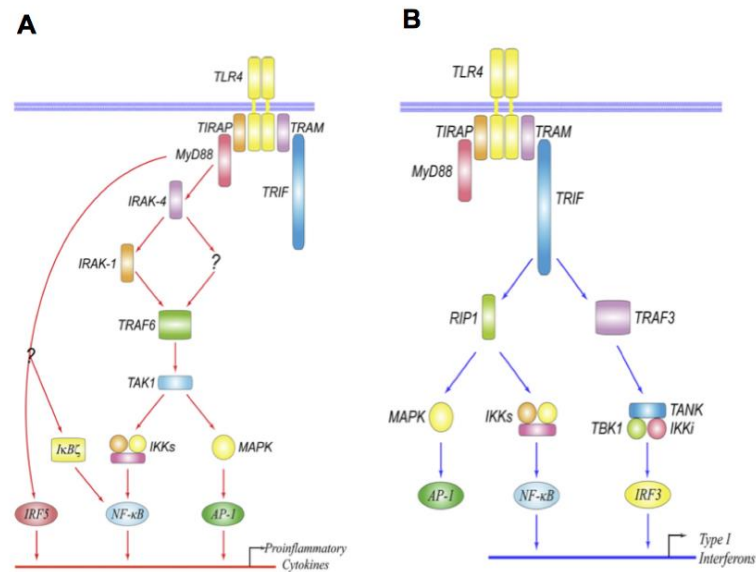 A
TLR4
TIRAP
TRAM
MyD88
TRIF
IRAK-4
IRAK-1
?
TRAF6
?
TAK1
IκBζ
IKKs
MAPK
IRF5
NF-κB
AP-1
Proinflammatory
Cytokines
B
TLR4
TIRAP
TRAM
MyD88
TRIF
RIP1
TRAF3
MAPK
IKKs
TANK
TBK1
IKKi
AP-1
NF-κB
IRF3
Type I
Interferons